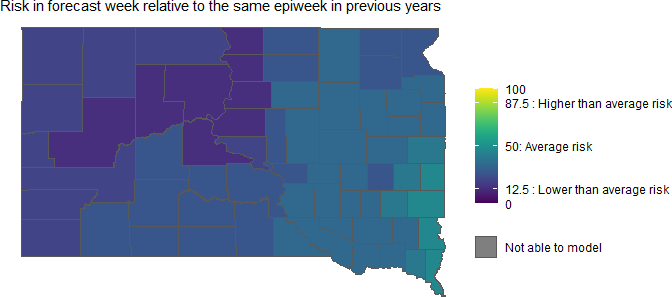 Risk in forecast week relative to the same epiweek in previous years
100
87.5 : Higher than average risk
50: Average risk
12.5 : Lower than average risk
0
Not able to model